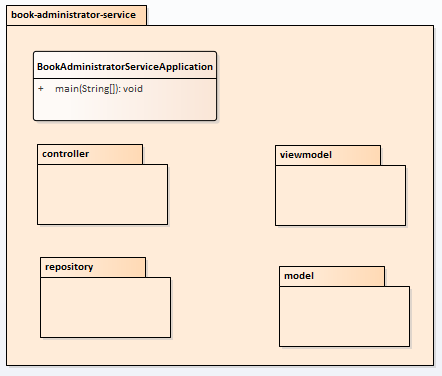 book-administrator-service
BookAdministratorServiceApplication
+ main(String[]): void
controller
viewmodel
repository
model